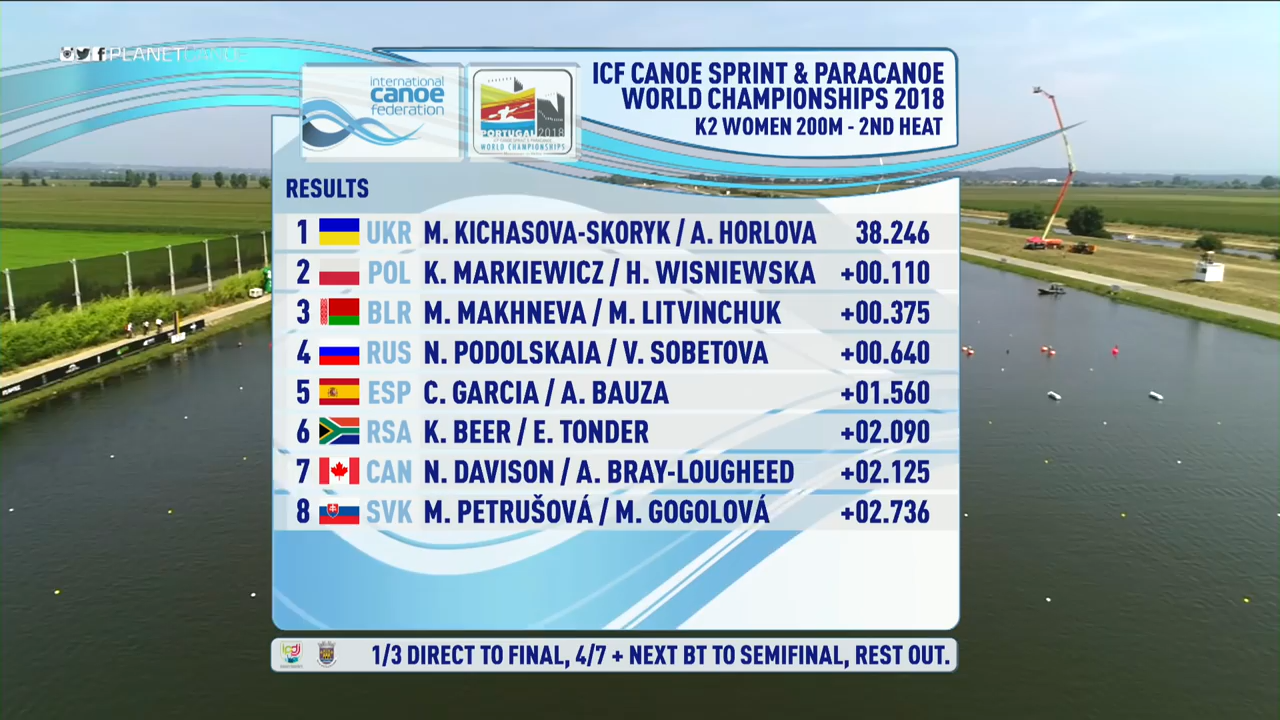 PLANETCANOE
international
canoe
federation
PORTUGAL 2018
WORLD CHAMPIONSHIPS
ICF CANOE SPRINT & PARACANOE
WORLD CHAMPIONSHIPS 2018
K2 WOMEN 200M - 2ND HEAT
RESULTS
1 UKR M. KICHASOVA-SKORYK / A. HORLOVA 38.246
2 POL K. MARKIEWICZ / H. WISNIEWSKA +00.110
3 BLR M. MAKHNEVA / M. LITVINCHUK +00.375
4 RUS N. PODOLSKAIA / V. SOBETOVA +00.640
5 ESP C. GARCIA / A. BAUZA +01.560
6 RSA K. BEER / E. TONDER +02.090
7 CAN N. DAVISON / A. BRAY-LOUGHEED +02.125
8 SVK M. PETRUŠOVÁ / M. GOGOLOVÁ +02.736
1/3 DIRECT TO FINAL, 4/7 + NEXT BT TO SEMIFINAL, REST OUT.